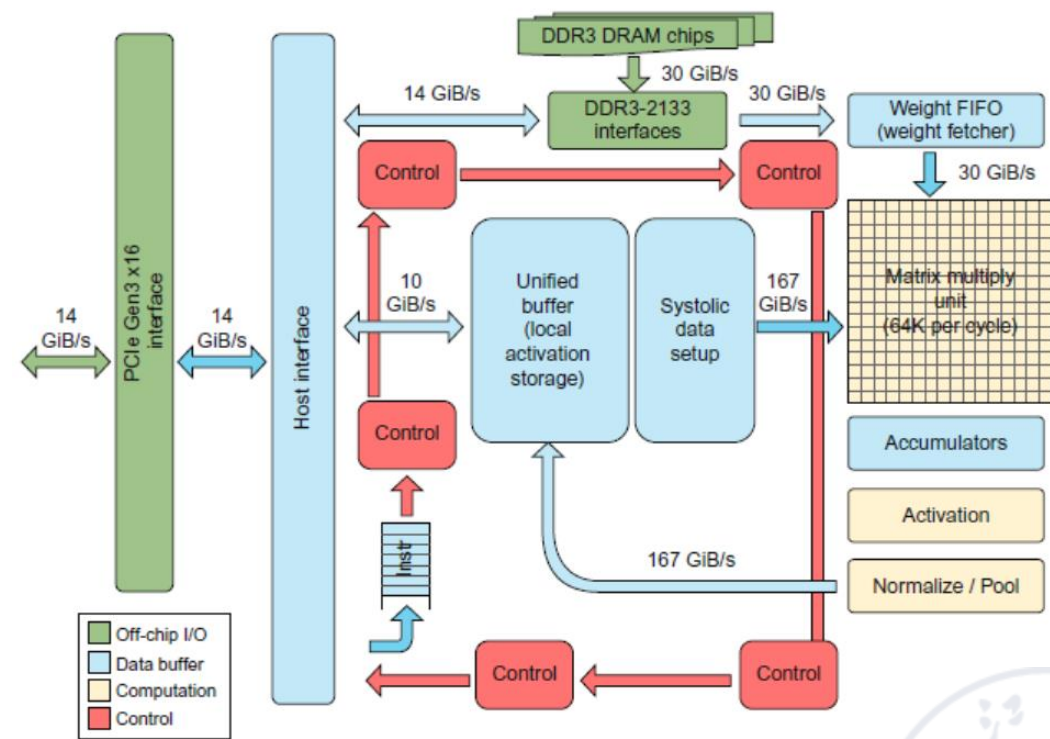 DDR3 DRAM chips
30 GiB/s
14 GiB/s
DDR3-2133
interfaces
30 GiB/s
Weight FIFO
(weight fetcher)
30 GiB/s
Control
Control
14
GiB/s
PCIe Gen3 x16
interface
14
GiB/s
Host interface
10
GiB/s
Unified
buffer
(local
activation
storage)
Systolic
data
setup
167
GiB/s
Matrix multiply
unit
(64K per cycle)
Control
Accumulators
Activation
Instr
167 GiB/s
Normalize / Pool
Control
Control
Off-chip I/O
Data buffer
Computation
Control